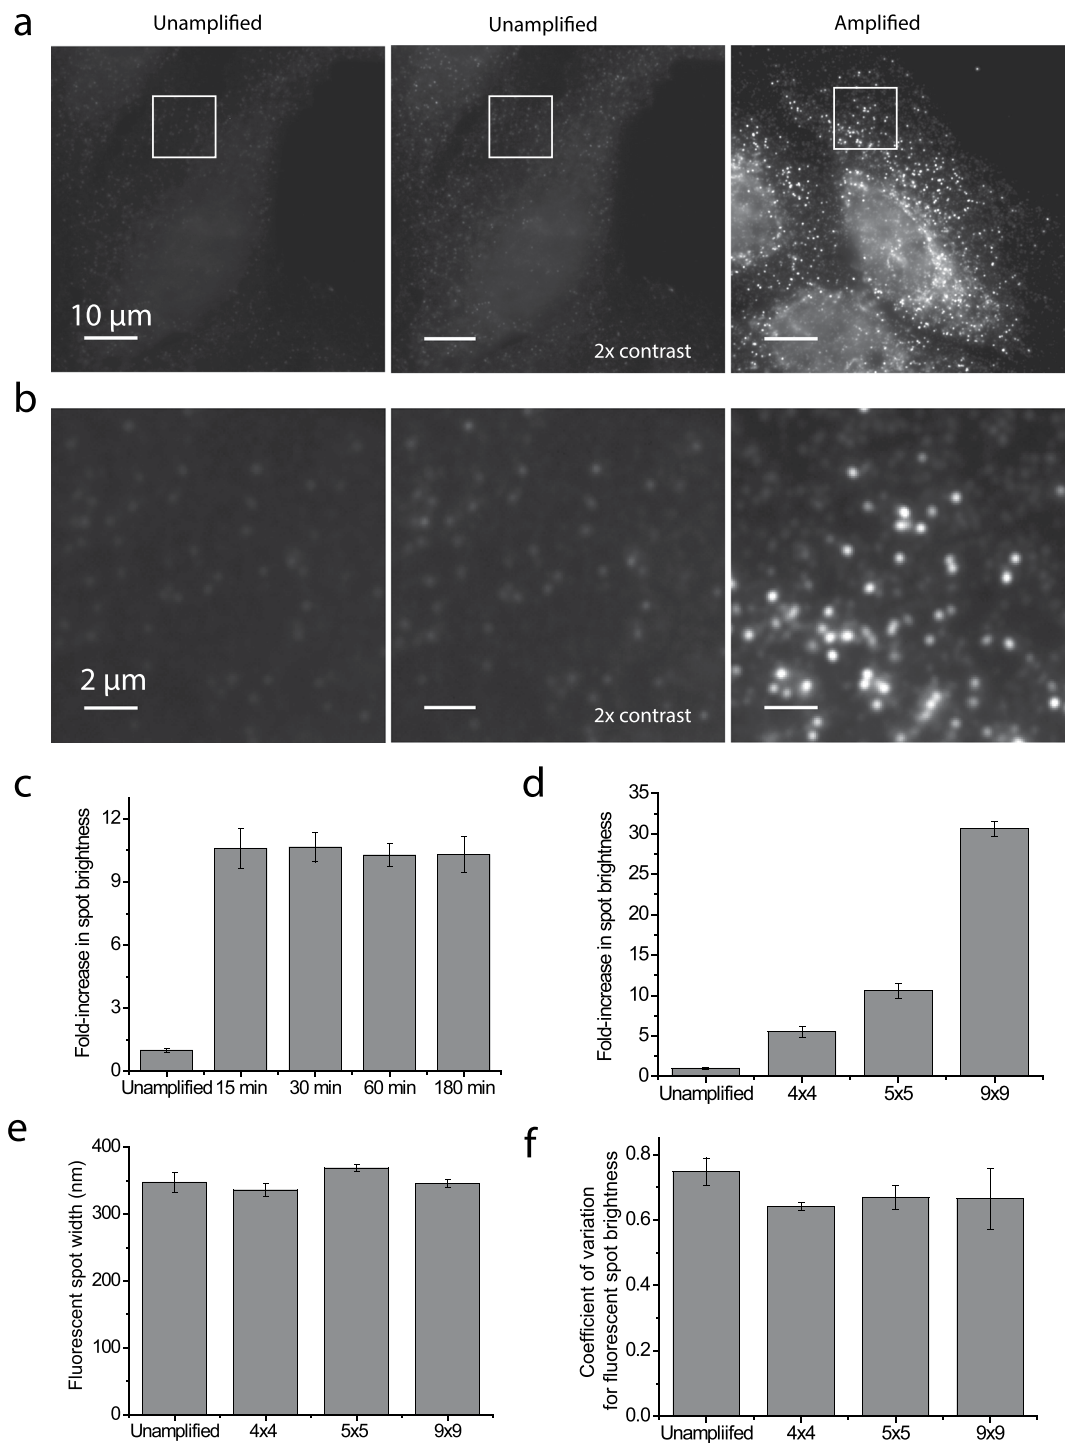 a
Unamplified
Unamplified
Amplified
10 µm
2x contrast
b
2 µm
2x contrast
c
Fold-increase in spot brightness
12
9
6
3
0
Unamplified 15 min 30 min 60 min 180 min
d
Fold-increase in spot brightness
35
30
25
20
15
10
5
0
Unamplified 4x4 5x5 9x9
e
Fluorescent spot width (nm)
400
300
200
100
0
Unamplified 4x4 5x5 9x9
f
Coefficient of variation
for fluorescent spot brightness
0.8
0.6
0.4
0.2
0.0
Unampliifed 4x4 5x5 9x9